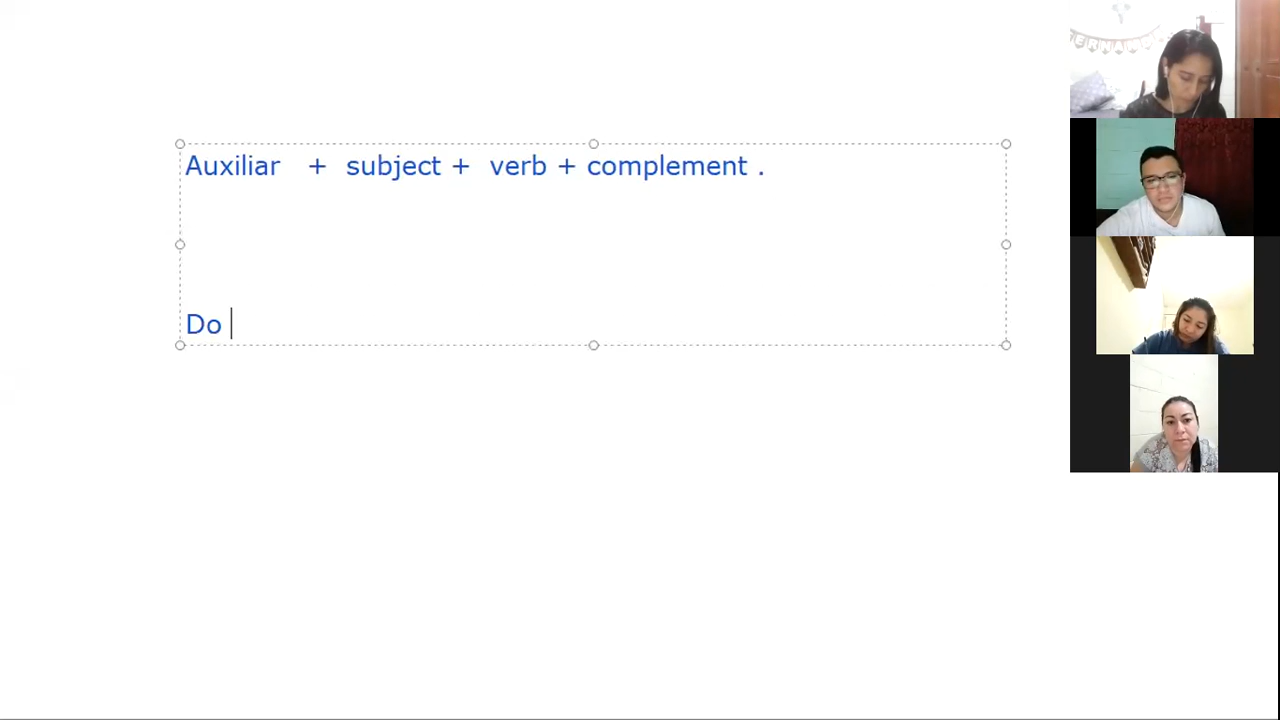 Auxiliar + subject + verb + complement .
Do